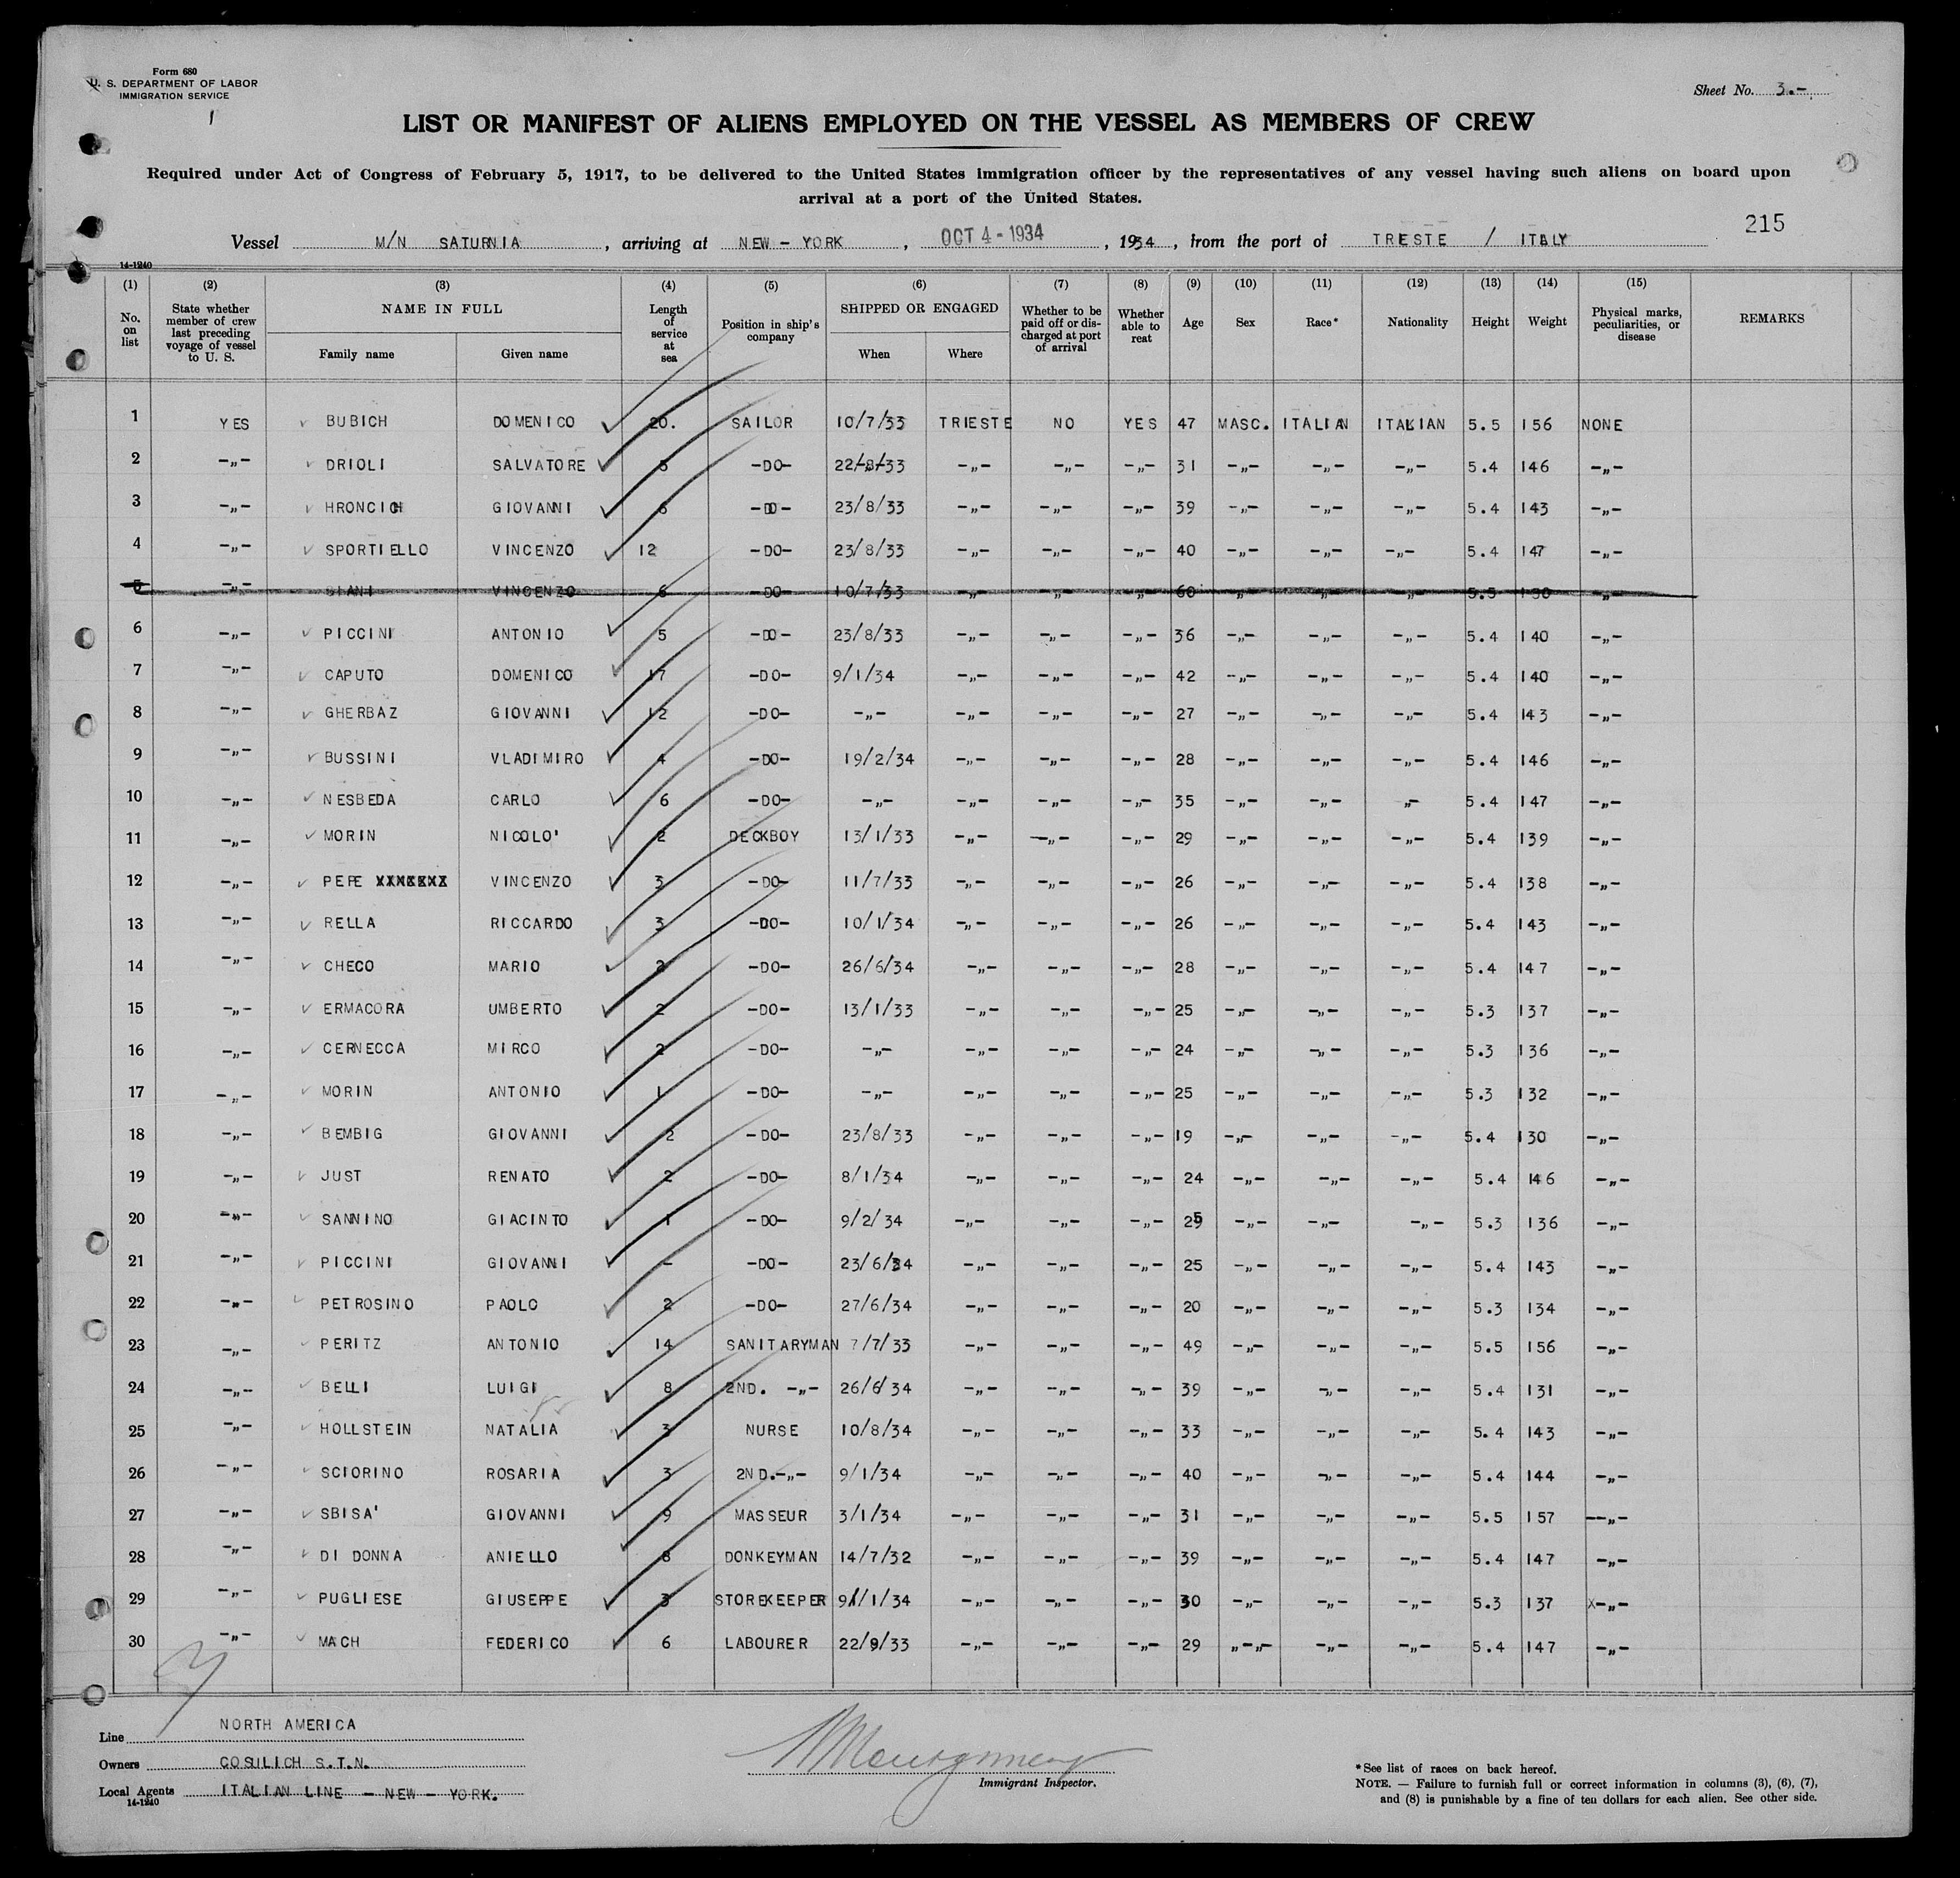 Form 680
U. S. DEPARTMENT OF LABOR
IMMIGRATION SERVICE
Sheet No. 3.-
LIST OR MANIFEST OF ALIENS EMPLOYED ON THE VESSEL AS MEMBERS OF CREW
Required under Act of Congress of February 5, 1917, to be delivered to the United States immigration officer by the representatives of any vessel having such aliens on board upon
arrival at a port of the United States.
215
Vessel M/N SATURNIA, arriving at NEW - YORK, OCT 4 - 1934, 1934, from the port of TRESTE / ITALY
14-1240
(1) No. on list (2) State whether member of crew last preceding voyage of vessel to U. S. (3) NAME IN FULL Family name Given name (4) Length of service at sea (5) Position in ship's company (6) SHIPPED OR ENGAGED When Where (7) Whether to be paid off or discharged at port of arrival (8) Whether able to reat (9) Age (10) Sex (11) Race* (12) Nationality (13) Height (14) Weight (15) Physical marks, peculiarities, or disease REMARKS
1 YES BUBICH DOMENICO 20. SAILOR 10/7/33 TRIESTE NO YES 47 MASC. ITALIAN ITALIAN 5.5 156 NONE
2 -„- DRIOLI SALVATORE -DO- 22/8/33 -„- -„- -„- 31 -„- -„- -„- 5.4 146 -„-
3 -„- HRONCICH GIOVANNI 6 -DO- 23/8/33 -„- -„- -„- 39 -„- -„- -„- 5.4 143 -„-
4 -„- SPORTIELLO VINCENZO 12 -DO- 23/8/33 -„- -„- -„- 40 -„- -„- -„- 5.4 147 -„-
5 -„- VINCENZO 6 -DO- 10/7/33 -„- -„- -„- 60 -„- -„- -„- 5.5 130 -„-
6 -„- PICCINI ANTONIO 5 -DO- 23/8/33 -„- -„- -„- 36 -„- -„- -„- 5.4 140 -„-
7 -„- CAPUTO DOMENICO 17 -DO- 9/1/34 -„- -„- -„- 42 -„- -„- -„- 5.4 140 -„-
8 -„- GHERBAZ GIOVANNI 12 -DO- -„- -„- -„- -„- 27 -„- -„- -„- 5.4 143 -„-
9 -„- BUSSINI VLADIMIRO 4 -DO- 19/2/34 -„- -„- -„- 28 -„- -„- -„- 5.4 146 -„-
10 -„- NESBEDA CARLO 6 -DO- -„- -„- -„- -„- 35 -„- -„- „- 5.4 147 -„-
11 -„- MORIN NICOLO' 2 DECKBOY 13/1/33 -„- -„- -„- 29 -„- -„- -„- 5.4 139 -„-
12 -„- PEPE VINCENZO 3 -DO- 11/7/33 -„- -„- -„- 26 -„- -„- -„- 5.4 138 -„-
13 -„- RELLA RICCARDO 3 -DO- 10/1/34 -„- -„- -„- 26 -„- -„- -„- 5.4 143 -„-
14 -„- CHECO MARIO 2 -DO- 26/6/34 -„- -„- -„- 28 -„- -„- -„- 5.4 147 -„-
15 -„- ERMACORA UMBERTO 2 -DO- 13/1/33 -„- -„- -„- 25 -„- -„- -„- 5.3 137 -„-
16 -„- CERNECCA MIRCO 2 -DO- -„- -„- -„- -„- 24 -„- -„- -„- 5.3 136 -„-
17 -„- MORIN ANTONIO 1 -DO- -„- -„- -„- -„- 25 -„- -„- -„- 5.3 132 -„-
18 -„- BEMBIG GIOVANNI 2 -DO- 23/8/33 -„- -„- -„- 19 -„- -„- -„- 5.4 130 -„-
19 -„- JUST RENATO 2 -DO- 8/1/34 -„- -„- -„- 24 -„- -„- -„- 5.4 146 -„-
20 -„- SANNINO GIACINTO 1 -DO- 9/2/34 -„- -„- -„- 25 -„- -„- -„- 5.3 136 -„-
21 -„- PICCINI GIOVANNI - -DO- 23/6/34 -„- -„- -„- 25 -„- -„- -„- 5.4 143 -„-
22 -„- PETROSINO PAOLO 2 -DO- 27/6/34 -„- -„- -„- 20 -„- -„- -„- 5.3 134 -„-
23 -„- PERITZ ANTONIO 14 SANITARYMAN 7/7/33 -„- -„- -„- 49 -„- -„- -„- 5.5 156 -„-
24 -„- BELLI LUIGI 8 2ND. -„- 26/6/34 -„- -„- -„- 39 -„- -„- -„- 5.4 131 -„-
25 -„- HOLLSTEIN NATALIA 3 NURSE 10/8/34 -„- -„- -„- 33 -„- -„- -„- 5.4 143 -„-
26 -„- SCIORINO ROSARIA 3 2ND.-„- 9/1/34 -„- -„- -„- 40 -„- -„- -„- 5.4 144 -„-
27 -„- SBISA' GIOVANNI 9 MASSEUR 3/1/34 -„- -„- -„- 31 -„- -„- -„- 5.5 157 --„-
28 -„- DI DONNA ANIELLO 8 DONKEYMAN 14/7/32 -„- -„- -„- 39 -„- -„- -„- 5.4 147 -„-
29 -„- PUGLIESE GIUSEPPE 3 STOREKEEPER 9/1/34 -„- -„- -„- 30 -„- -„- -„- 5.3 137 X-„-
30 -„- MACH FEDERICO 6 LABOURER 22/9/33 -„- -„- -„- 29 „-„- -„- -„- 5.4 147 -„-
Line NORTH AMERICA
Owners COSULICH S.T.N.
Local Agents ITALIAN LINE - NEW - YORK.
14-1240
Montgomery
Immigrant Inspector.
*See list of races on back hereof.
NOTE. — Failure to furnish full or correct information in columns (3), (6), (7),
and (8) is punishable by a fine of ten dollars for each alien. See other side.